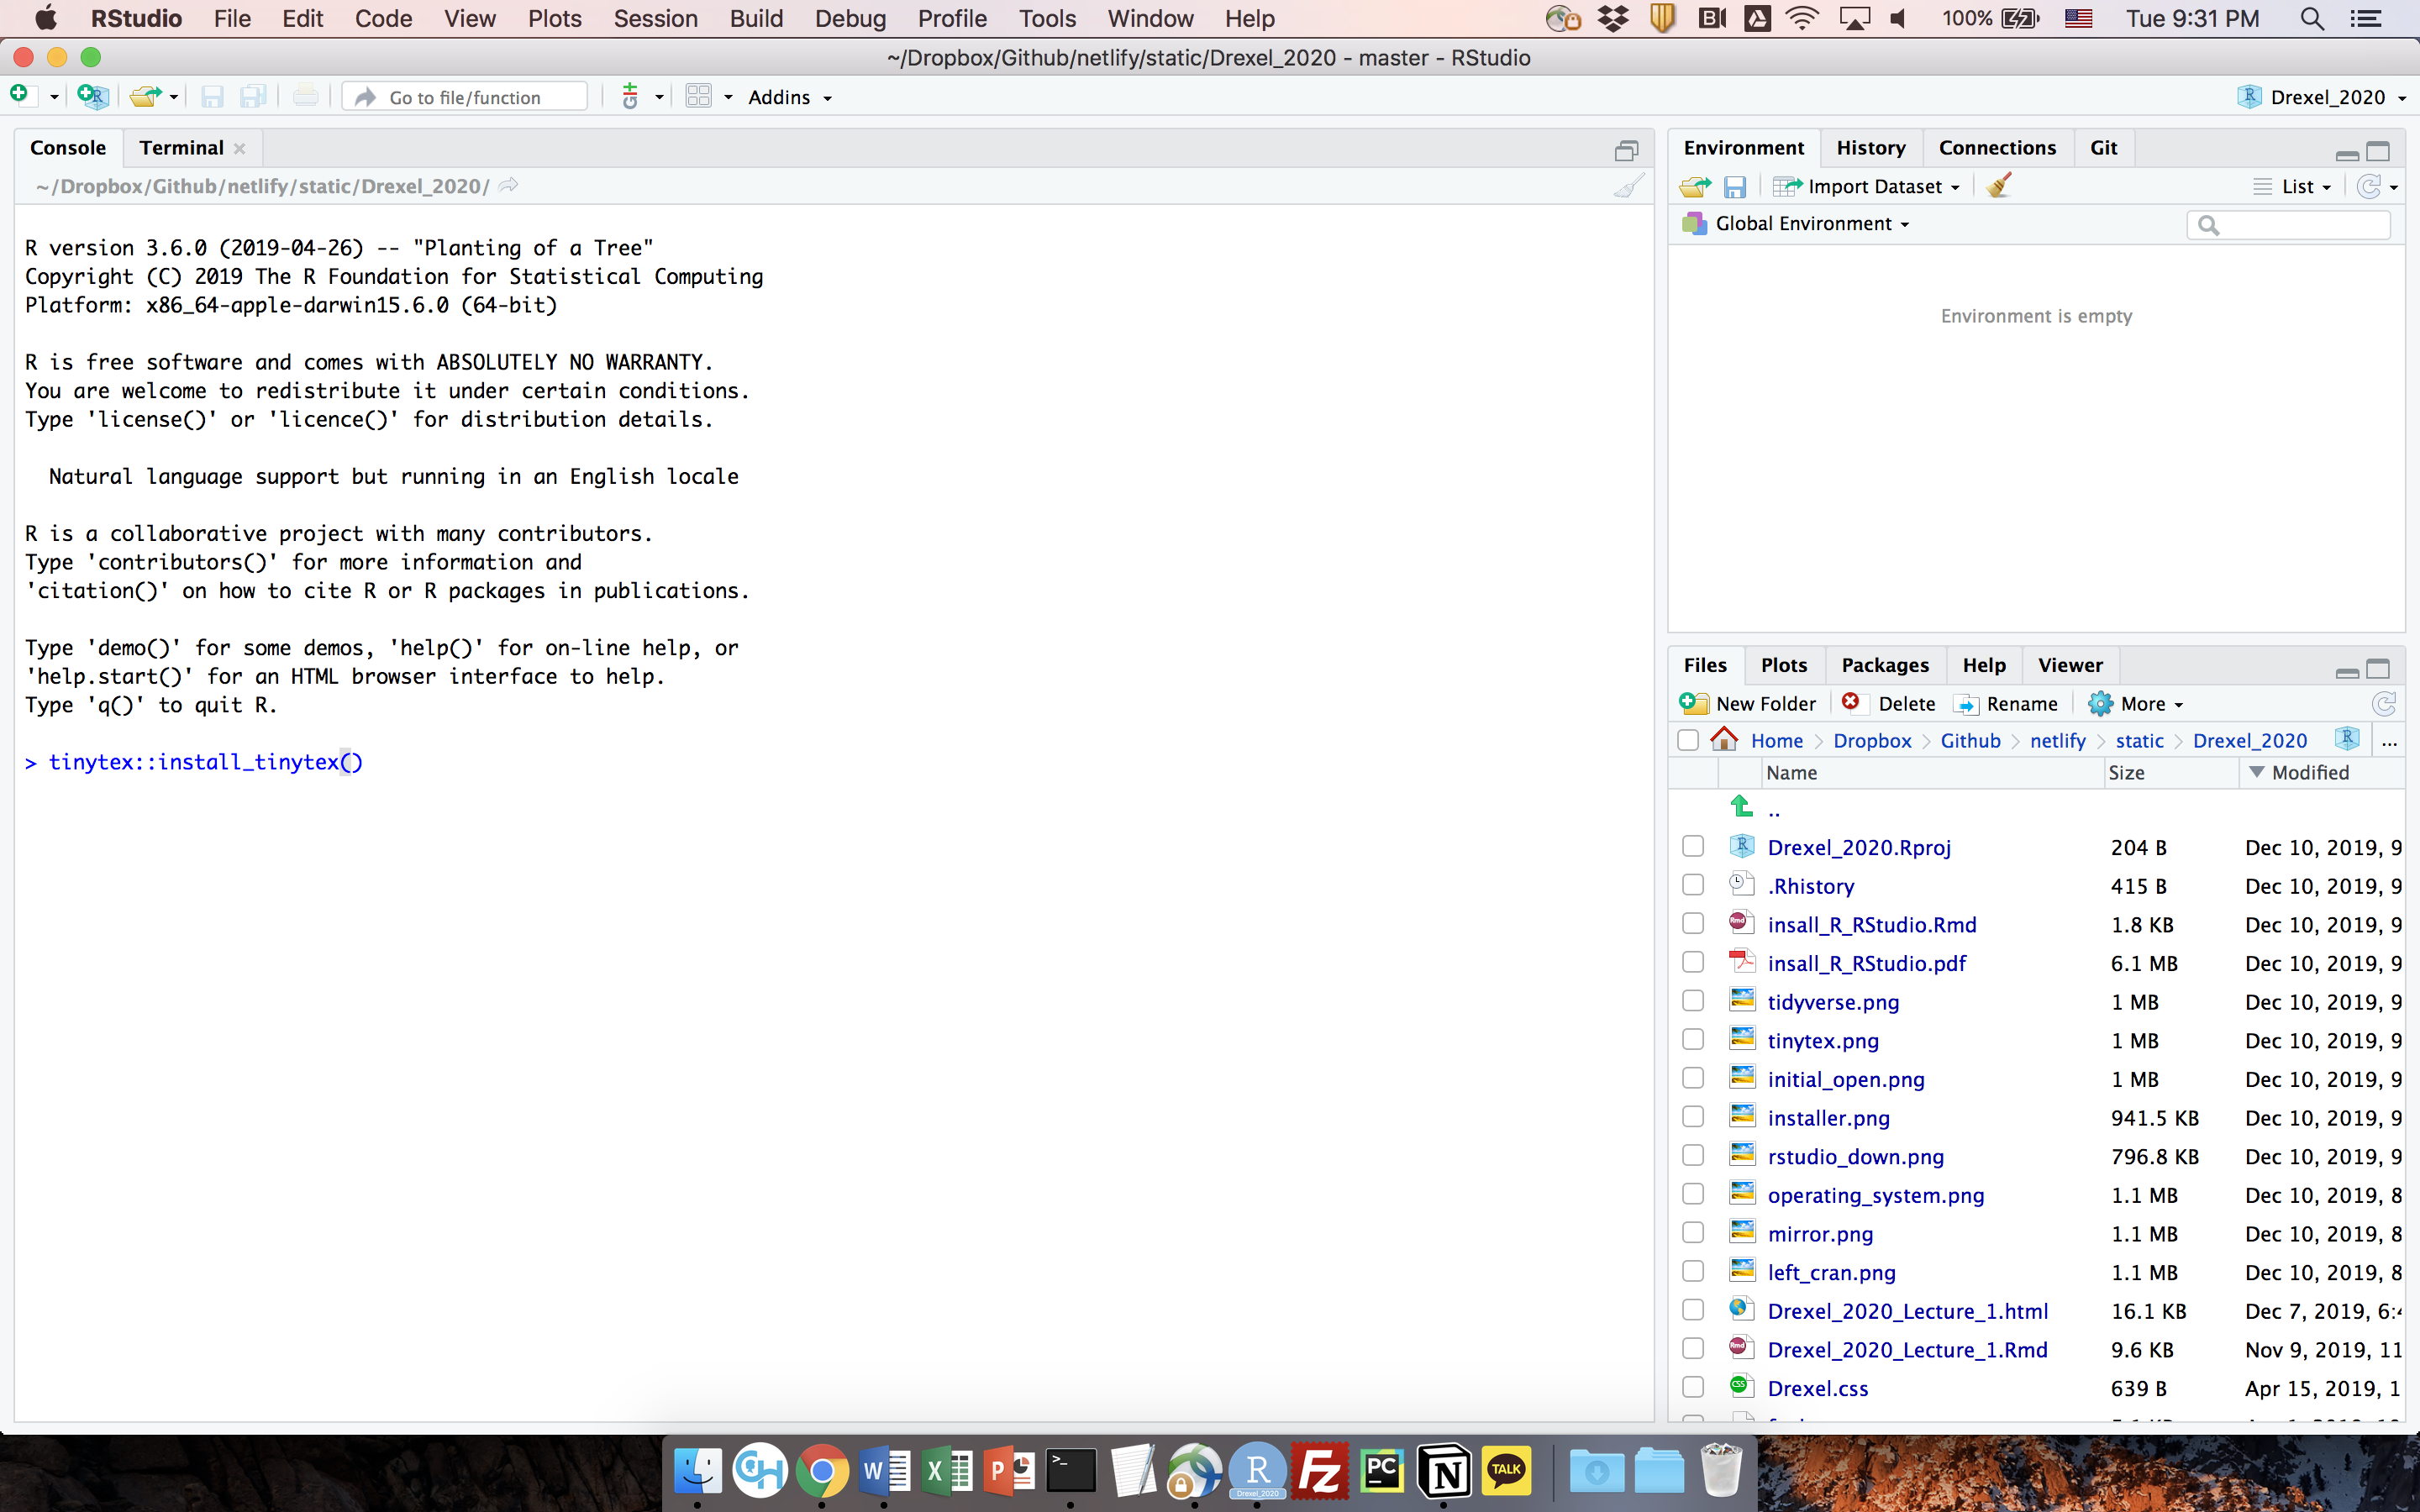 RStudio File Edit Code View Plots Session Build Debug Profile Tools Window Help 100% Tue 9:31 PM
~/Dropbox/Github/netlify/static/Drexel_2020 - master - RStudio
Go to file/function Addins Drexel_2020
Console Terminal
~/Dropbox/Github/netlify/static/Drexel_2020/
R version 3.6.0 (2019-04-26) -- "Planting of a Tree"
Copyright (C) 2019 The R Foundation for Statistical Computing
Platform: x86_64-apple-darwin15.6.0 (64-bit)
R is free software and comes with ABSOLUTELY NO WARRANTY.
You are welcome to redistribute it under certain conditions.
Type 'license()' or 'licence()' for distribution details.
Natural language support but running in an English locale
R is a collaborative project with many contributors.
Type 'contributors()' for more information and
'citation()' on how to cite R or R packages in publications.
Type 'demo()' for some demos, 'help()' for on-line help, or
'help.start()' for an HTML browser interface to help.
Type 'q()' to quit R.
> tinytex::install_tinytex()
Environment History Connections Git
Import Dataset List
Global Environment
Environment is empty
Files Plots Packages Help Viewer
New Folder Delete Rename More
Home Dropbox Github netlify static Drexel_2020 ...
Name Size Modified
..
Drexel_2020.Rproj 204 B Dec 10, 2019, 9
.Rhistory 415 B Dec 10, 2019, 9
insall_R_RStudio.Rmd 1.8 KB Dec 10, 2019, 9
insall_R_RStudio.pdf 6.1 MB Dec 10, 2019, 9
tidyverse.png 1 MB Dec 10, 2019, 9
tinytex.png 1 MB Dec 10, 2019, 9
initial_open.png 1 MB Dec 10, 2019, 9
installer.png 941.5 KB Dec 10, 2019, 9
rstudio_down.png 796.8 KB Dec 10, 2019, 9
operating_system.png 1.1 MB Dec 10, 2019, 8
mirror.png 1.1 MB Dec 10, 2019, 8
left_cran.png 1.1 MB Dec 10, 2019, 8
Drexel_2020_Lecture_1.html 16.1 KB Dec 7, 2019, 6:4
Drexel_2020_Lecture_1.Rmd 9.6 KB Nov 9, 2019, 11
Drexel.css 639 B Apr 15, 2019, 1
W X P >_ R Drexel_2020 Fz PC N TALK